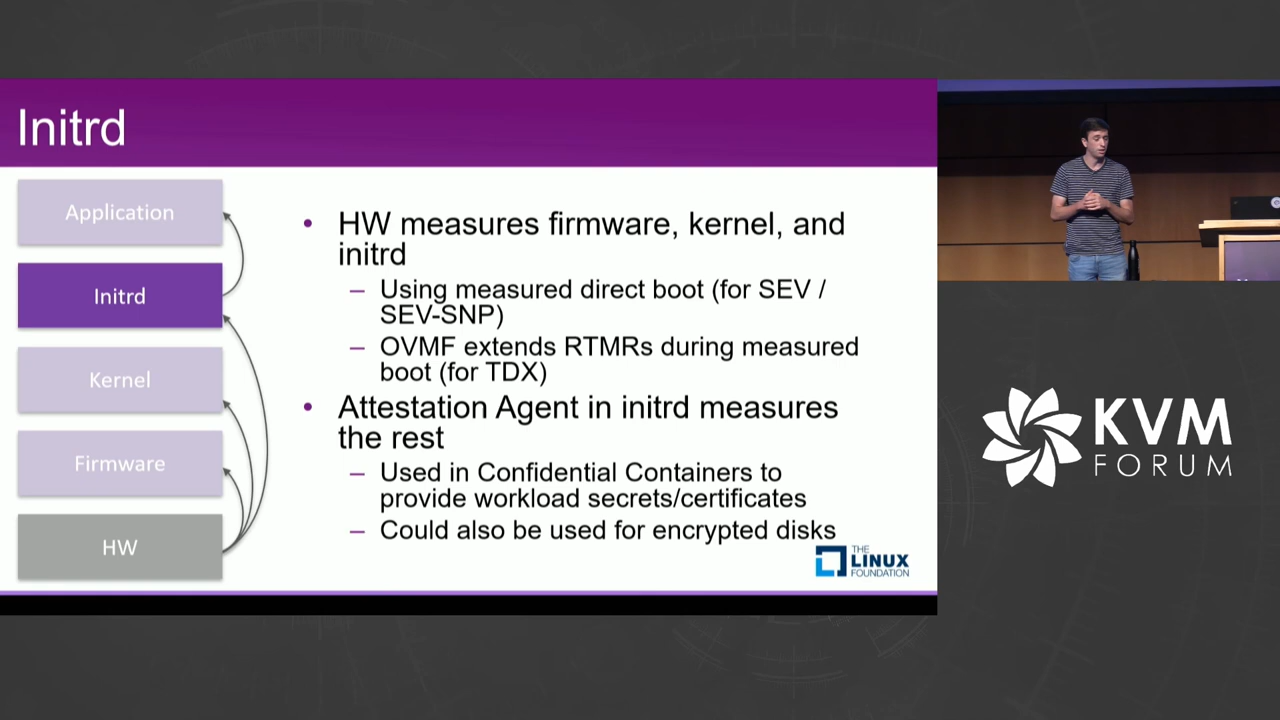 Initrd
Application
Initrd
Kernel
Firmware
HW
• HW measures firmware, kernel, and
initrd
– Using measured direct boot (for SEV /
SEV-SNP)
– OVMF extends RTMRs during measured
boot (for TDX)
• Attestation Agent in initrd measures
the rest
– Used in Confidential Containers to
provide workload secrets/certificates
– Could also be used for encrypted disks
THE
LINUX
FOUNDATION
KVM
FORUM